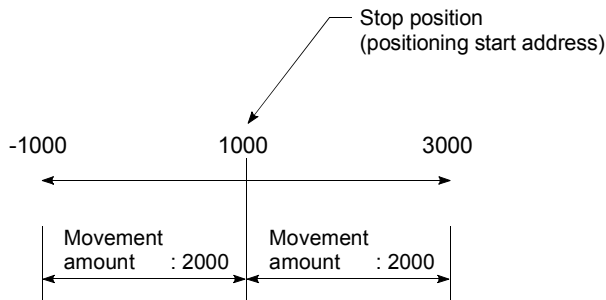 Stop position
(positioning start address)
-1000 1000 3000
Movement
amount : 2000
Movement
amount : 2000